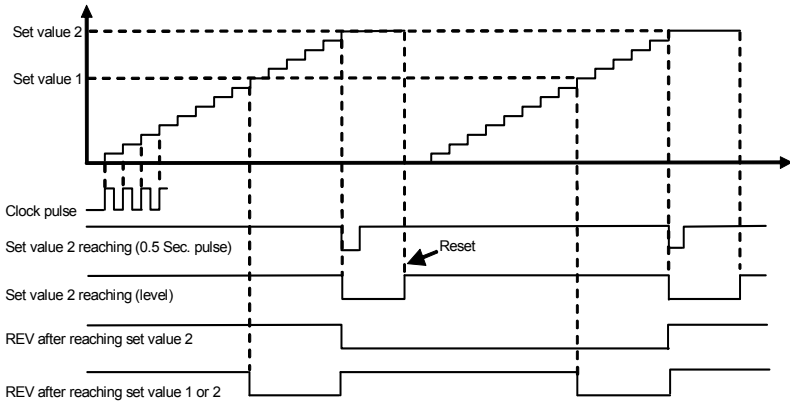 Set value 2
Set value 1
Clock pulse
Set value 2 reaching (0.5 Sec. pulse)
Reset
Set value 2 reaching (level)
REV after reaching set value 2
REV after reaching set value 1 or 2